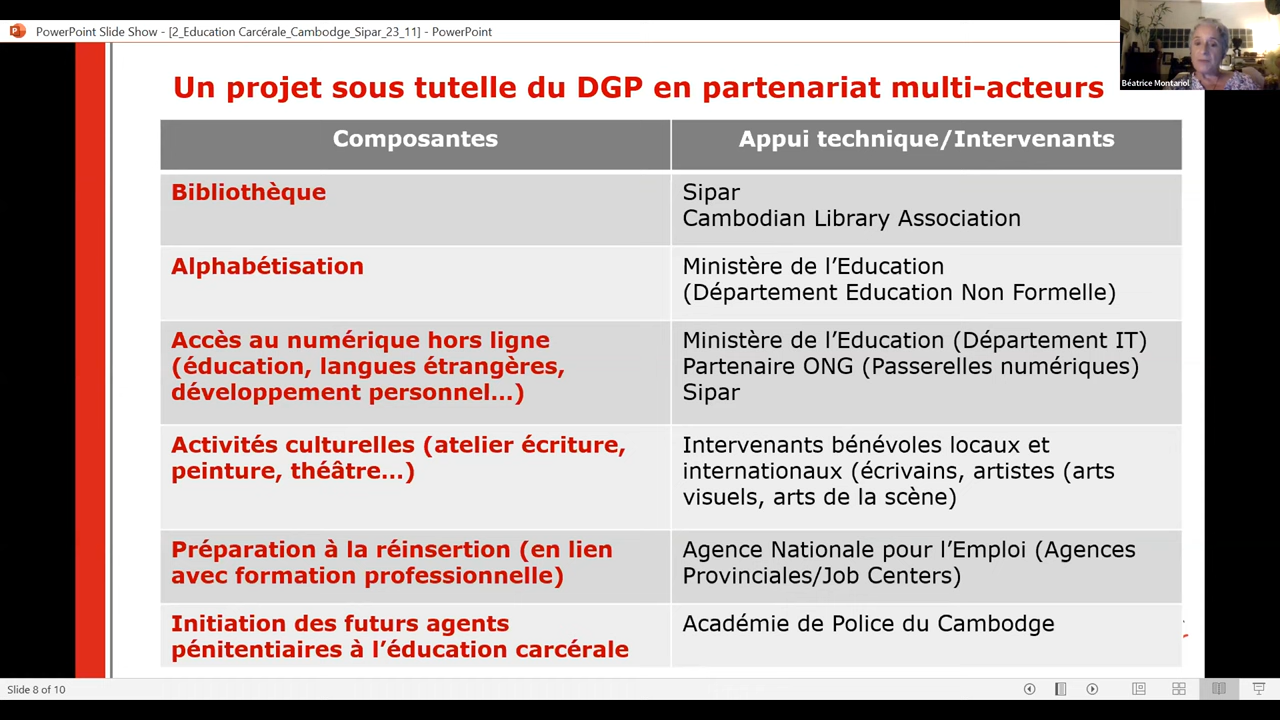 PowerPoint Slide Show - [2_Education Carcérale_Cambodge_Sipar_23_11] - PowerPoint
Béatrice Montariol
Un projet sous tutelle du DGP en partenariat multi-acteurs
Composantes
Appui technique/Intervenants
Bibliothèque
Sipar
Cambodian Library Association
Alphabétisation
Ministère de l’Education
(Département Education Non Formelle)
Accès au numérique hors ligne
(éducation, langues étrangères,
développement personnel…)
Ministère de l’Education (Département IT)
Partenaire ONG (Passerelles numériques)
Sipar
Activités culturelles (atelier écriture,
peinture, théâtre…)
Intervenants bénévoles locaux et
internationaux (écrivains, artistes (arts
visuels, arts de la scène)
Préparation à la réinsertion (en lien
avec formation professionnelle)
Agence Nationale pour l’Emploi (Agences
Provinciales/Job Centers)
Initiation des futurs agents
pénitentiaires à l’éducation carcérale
Académie de Police du Cambodge
Slide 8 of 10